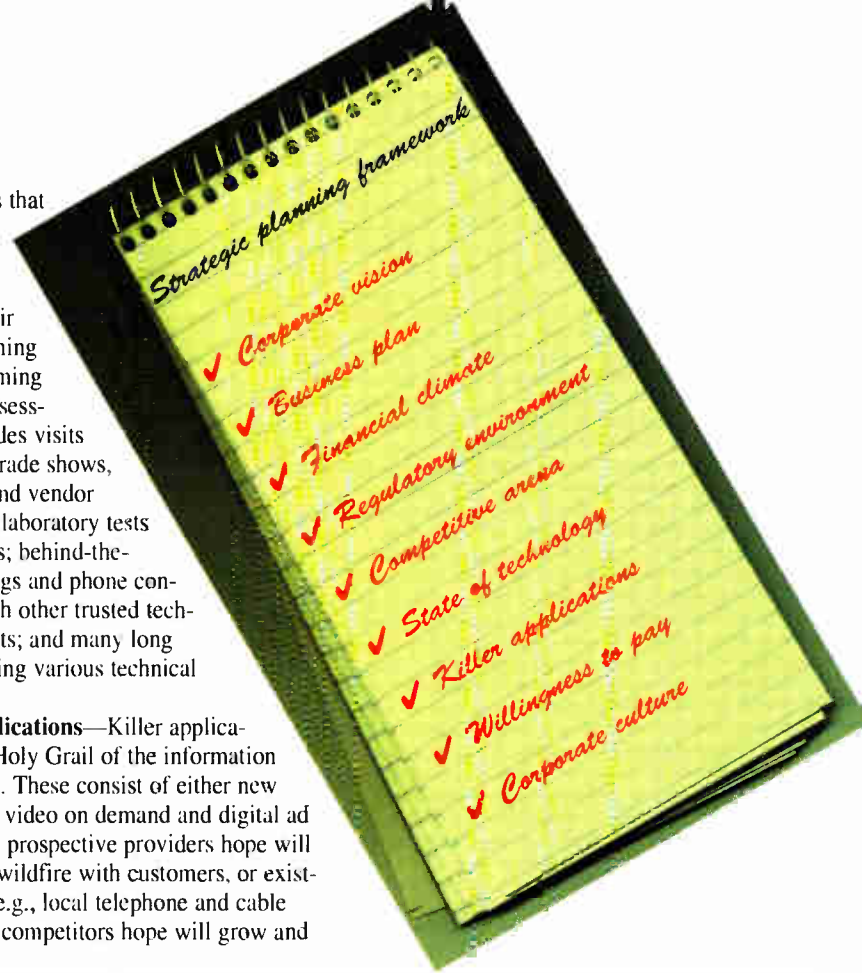 s that
ir
ning
ming
sess-
des visits
rade shows,
nd vendor
laboratory tests
s; behind-the-
gs and phone con-
h other trusted tech-
ts; and many long
ing various technical
lications—Killer applica-
Holy Grail of the information
. These consist of either new
video on demand and digital ad
prospective providers hope will
wildfire with customers, or exist-
e.g., local telephone and cable
competitors hope will grow and
Strategic planning framework
✓ Corporate vision
✓ Business plan
✓ Financial climate
✓ Regulatory environment
✓ Competitive arena
✓ State of technology
✓ Killer applications
✓ Willingness to pay
✓ Corporate culture